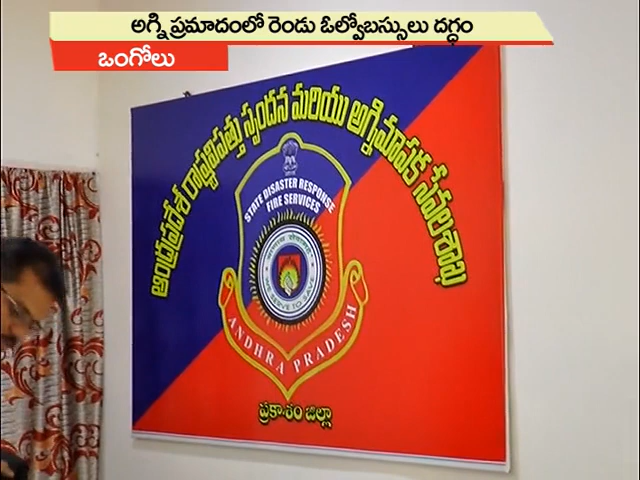 అగ్నిప్రమాదంలో రెండు ఓల్వోబస్సులు దగ్ధం
ఒంగోలు
ఆంధ్రప్రదేశ్ రాష్ట్ర విపత్తు స్పందన మరియు అగ్నిమాపక సేవలశాఖ
STATE DISASTER RESPONSE
FIRE SERVICES
WE SERVE TO SAVE
ANDHRA PRADESH
ప్రకాశం జిల్లా